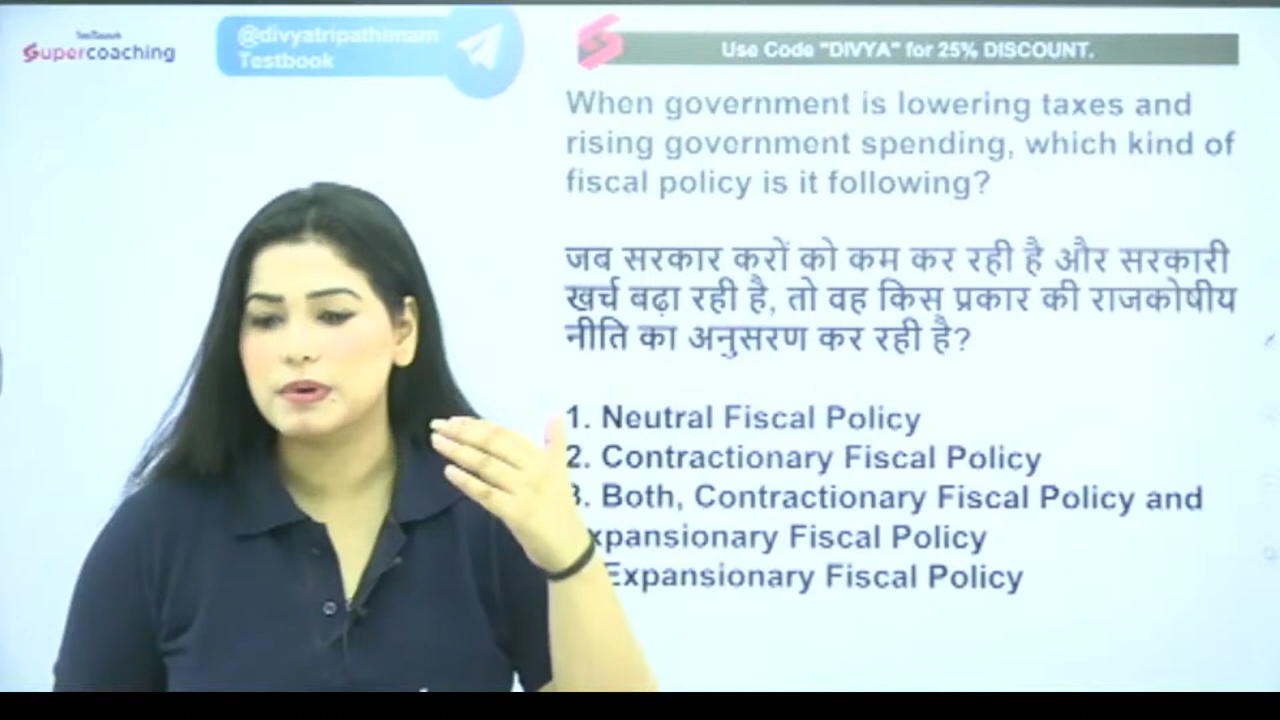 Testbook
Supercoaching
@divyatripathimam
Testbook
Use Code "DIVYA" for 25% DISCOUNT.
When government is lowering taxes and
rising government spending, which kind of
fiscal policy is it following?
जब सरकार करों को कम कर रही है और सरकारी
खर्च बढ़ा रही है, तो वह किस प्रकार की राजकोषीय
नीति का अनुसरण कर रही है?
1. Neutral Fiscal Policy
2. Contractionary Fiscal Policy
3. Both, Contractionary Fiscal Policy and
xpansionary Fiscal Policy
Expansionary Fiscal Policy